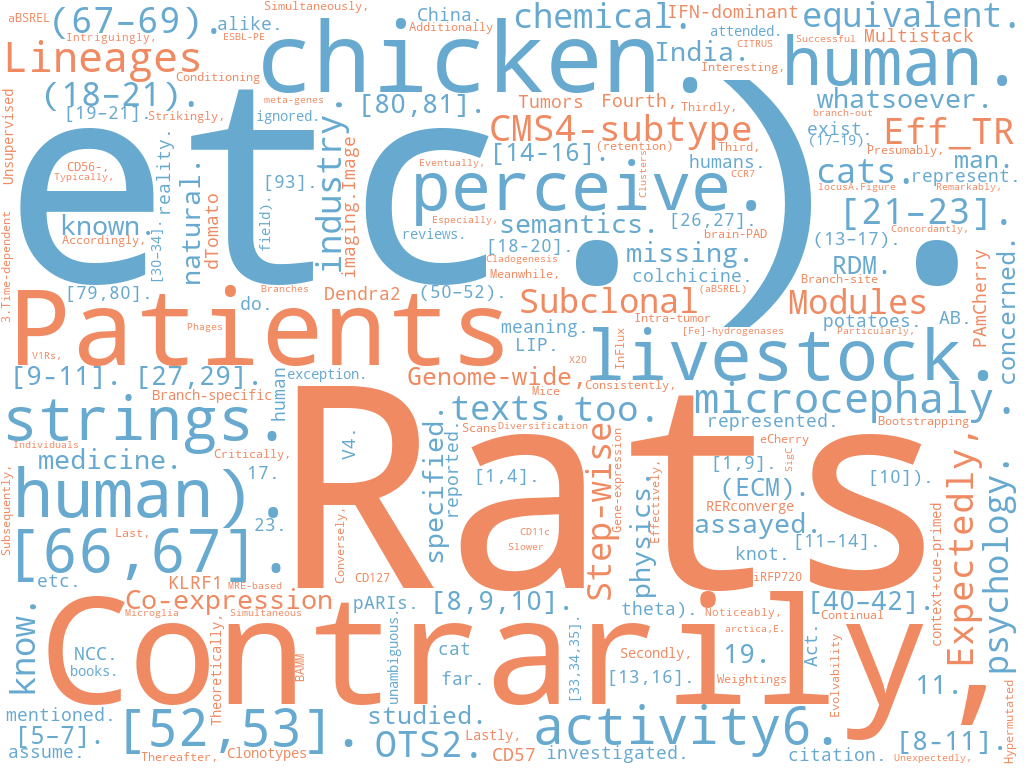 aBSREL
(67–69).
Simultaneously,
alike.
China.
chemical.
IFN-dominant
equivalent.
Intriguingly,
ESBL-PE
chicken.
Additionally
attended.
CITRUS
Successful
Multistack
Lineages
India.
human.
Conditioning
Interesting,
(18–21).
[19–21].
Strikingly,
meta-genes
ignored.
[80,81].
Tumors
Fourth,
Thirdly,
whatsoever.
branch-out
Unsupervised
etc.).
CMS4-subtype
exist.
Eff_TR
(17–19)
(retention)
Third,
Presumably,
CD56-,
Typically,
reality.
natural.
[93].
industry.
imaging.Image
Eventually,
[14-16].
Clusters
humans.
CCR7
cats.
man.
represent.
locusA.Figure
Remarkably,
perceive.
dTomato
field).
known.
Accordingly,
[30–34].
Especially,
reviews.
semantics.
[26,27].
brain-PAD
[21–23].
Concordantly,
3.Time-dependent
[18-20].
Cladogenesis
Meanwhile,
missing.
colchicine.
(aBSREL)
(13–17).
RDM.
Branch-site
concerned.
[79,80].
Branches
do.
Dendra2
(50–52).
Subclonal
Modules
PAmCherry
Patients
Phages
V1Rs,
meaning.
LIP.
Intra-tumor
InFlux
[Fe]-hydrogenases
potatoes.
Particularly,
AB.
X20
livestock.
[9–11].
[27,29].
exception.
Genome-wide,
Mice
Consistently,
Branch-specific
human
strings.
texts.
too.
microcephaly.
represented.
Bootstrapping
Individuals
Scans
Diversification
eCherry
medicine.
Critically,
V4.
specified.
reported.
Rats
Step-wise
Gene-expression
Effectively,
SigC
Expectedly,
psychology.
Subsequently,
human).
17.
23.
[1,4].
[1,9].
[10]).
(ECM).
RERconverge
physics.
assayed.
Last,
Conversely,
CD11c
Slower
[11–14].
knot.
[66,67].
etc.
KLRF1
MRE-based
CD127
iRFP720
context+cue-primed
Co-expression
pARIs.
[8,9,10].
theta).
Noticeably,
[40–42].
Continual
Microglia
Simultaneous
know.
Contrarily,
Theoretically,
BAMM
unambiguous.
[33,34,35].
arctica,E.
Act.
Evolvability
NCC.
books.
cat
far.
Secondly,
[13,16].
19.
Weightings
11.
Hypermutated
mentioned.
[5–7].
assume.
[52,53].
studied.
OTS2.
Lastly,
CD57
activity6.
investigated.
[8–11].
citation.
Unexpectedly,
Thereafter,
Clonotypes